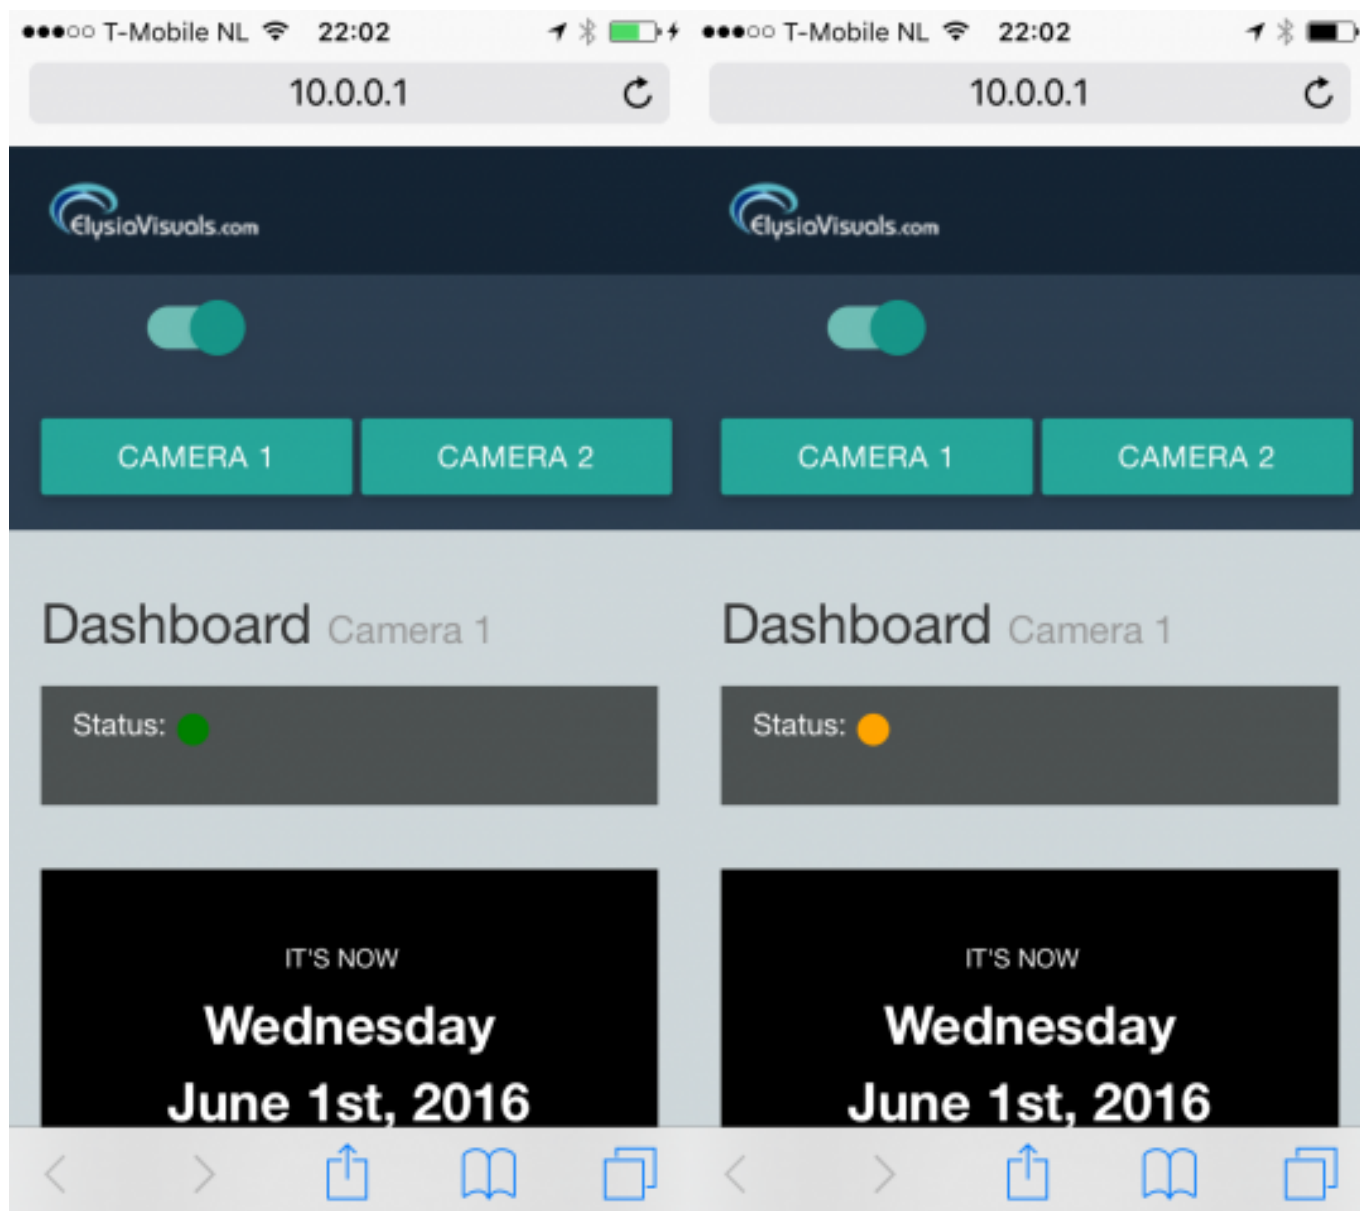 T-Mobile NL 22:02
10.0.0.1
ElysiaVisuals.com
CAMERA 1 CAMERA 2
Dashboard Camera 1
Status:
IT'S NOW
Wednesday
June 1st, 2016
T-Mobile NL 22:02
10.0.0.1
ElysiaVisuals.com
CAMERA 1 CAMERA 2
Dashboard Camera 1
Status:
IT'S NOW
Wednesday
June 1st, 2016